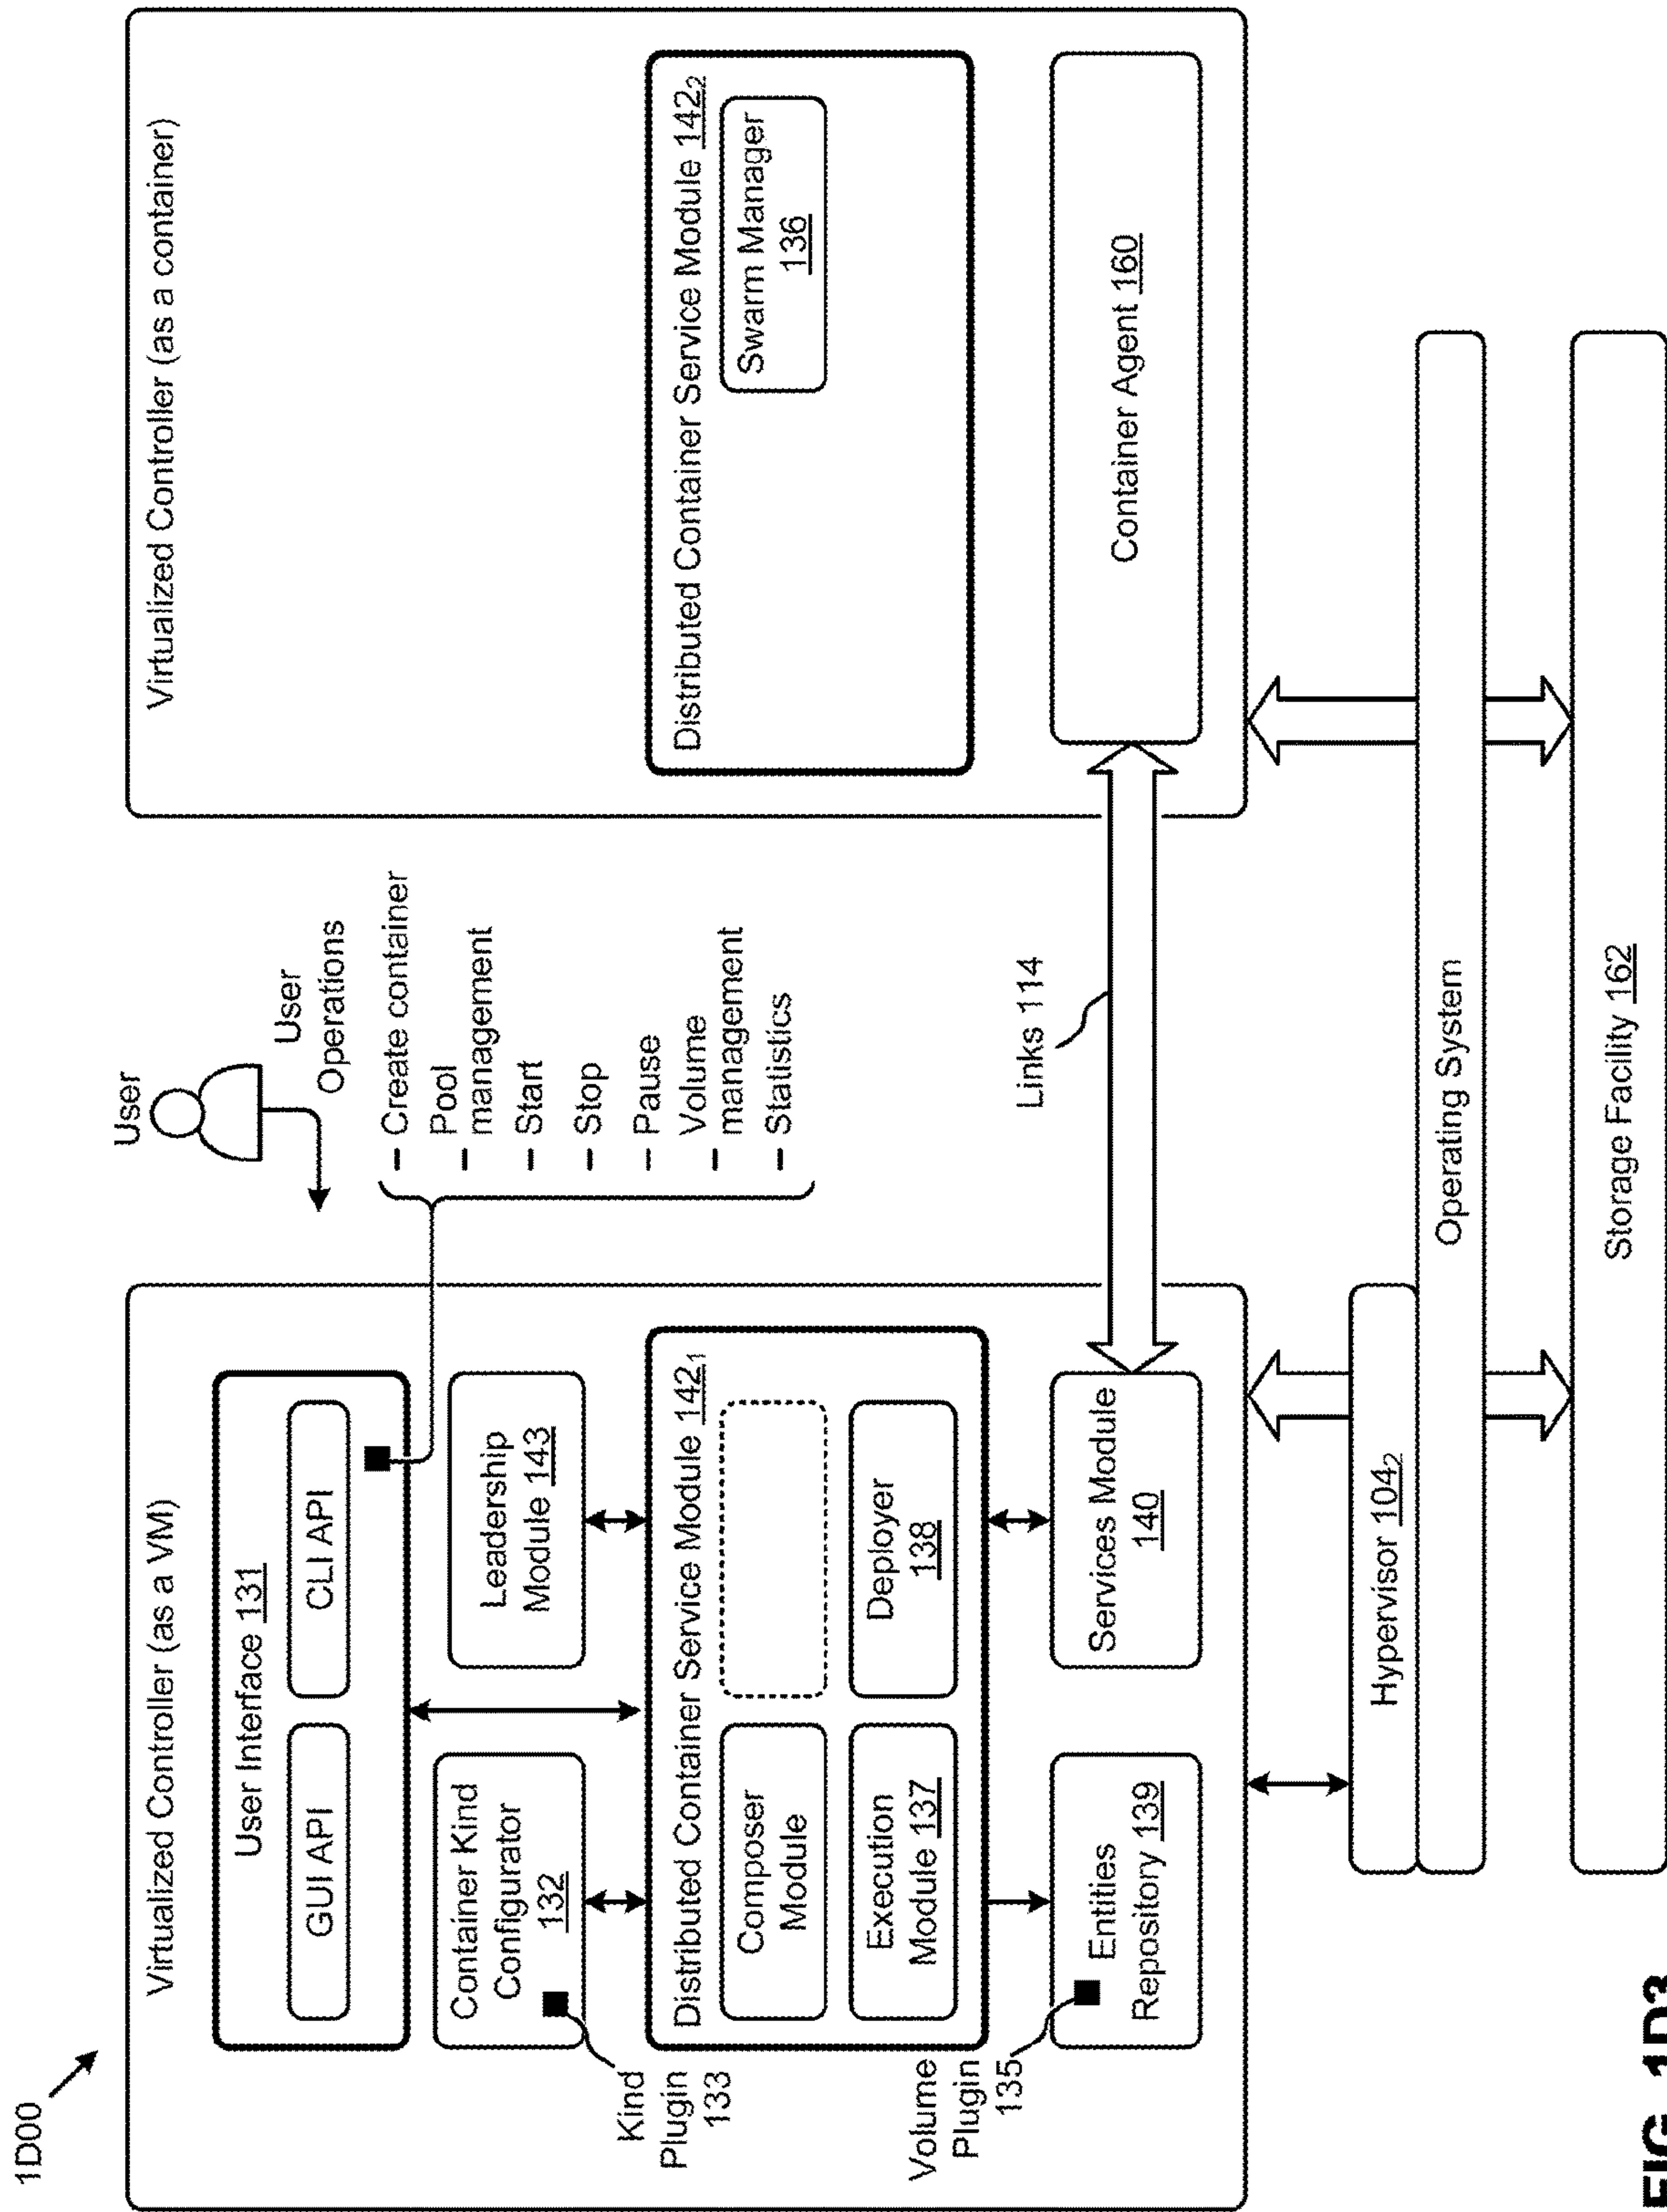 1D00
Virtualized Controller (as a VM)
User Interface 131
GUI API
CLI API
Container Kind
Configurator
132
Leadership
Module 143
Kind
Plugin
133
Distributed Container Service Module 142₁
Composer
Module
Execution
Module 137
Deployer
138
Volume
Plugin
135
Entities
Repository 139
Services Module
140
User
User
Operations
- Create container
Pool
- management
- Start
- Stop
- Pause
Volume
- management
- Statistics
Links 114
Virtualized Controller (as a container)
Distributed Container Service Module 142₂
Swarm Manager
136
Container Agent 160
Hypervisor 104₂
Operating System
Storage Facility 162
FIG. 1D3